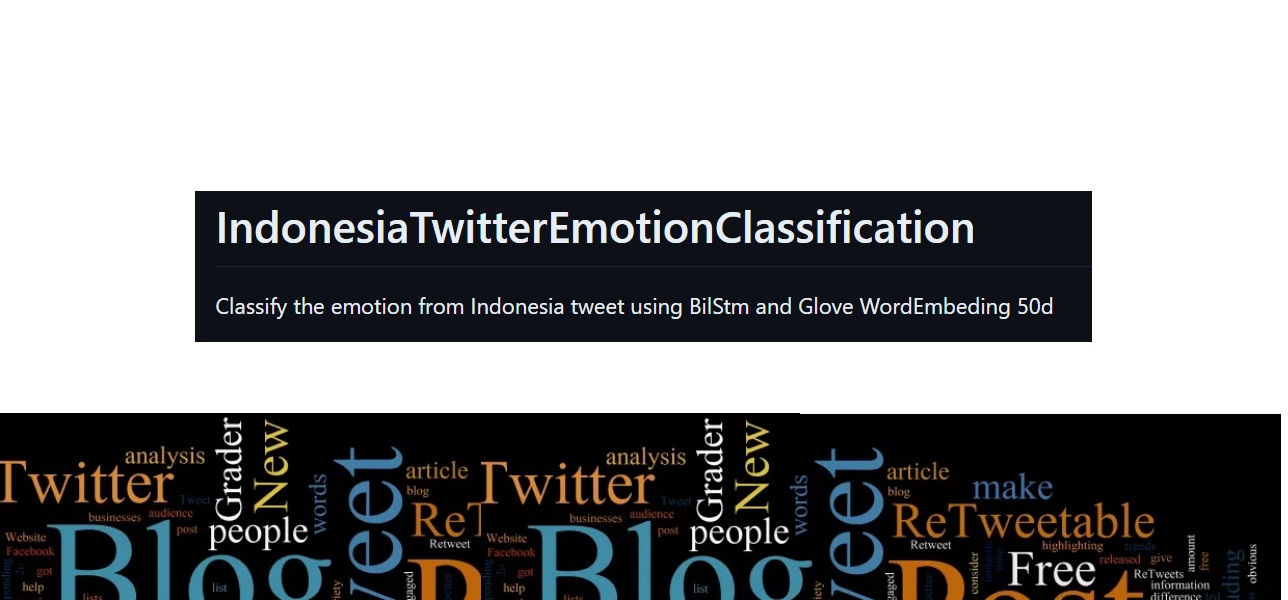 IndonesiaTwitterEmotionClassification
Classify the emotion from Indonesia tweet using BilStm and Glove WordEmbeding 50d
Grader
New
analysis
Twitter
Tweet
words
article
blog
businesses
audience
post
people
ReT
Retweet
Website
Facebook
got
help
Blog
list
lists
Grader
New
analysis
Twitter
Tweet
words
article
blog
make
businesses
audience
post
people
ReTweetable
Retweet
highlighting
trends
released
give
amount
free
Website
Facebook
got
help
Blog
list
lists
consider
fantastic
time
Free
ReTweets
information
difference
obvious